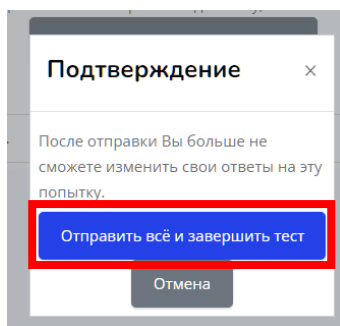 Подтверждение ×
После отправки Вы больше не
сможете изменить свои ответы на эту
попытку.
Отправить всё и завершить тест
Отмена